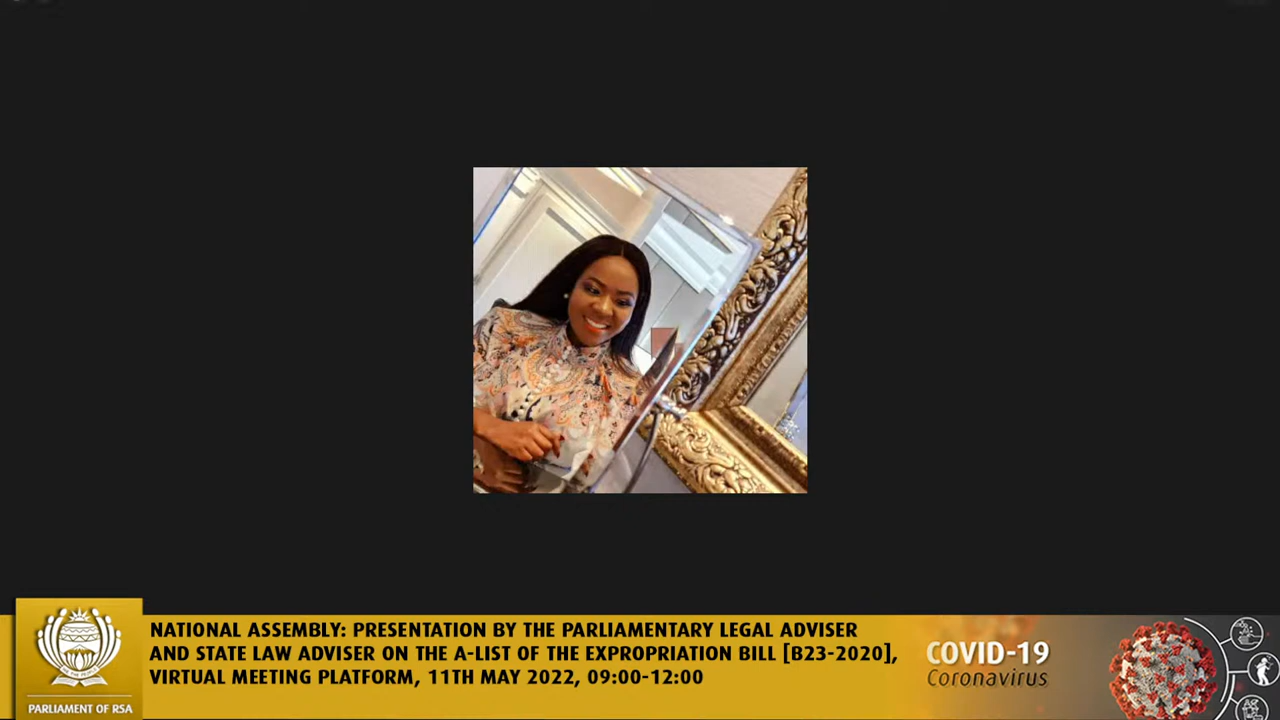 NATIONAL ASSEMBLY: PRESENTATION BY THE PARLIAMENTARY LEGAL ADVISER
AND STATE LAW ADVISER ON THE A-LIST OF THE EXPROPRIATION BILL [B23-2020],
VIRTUAL MEETING PLATFORM, 11TH MAY 2022, 09:00-12:00
PARLIAMENT OF RSA
COVID-19
Coronavirus